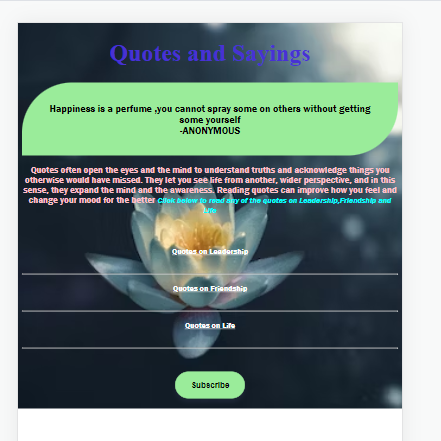 Quotes and Sayings
Happiness is a perfume ,you cannot spray some on others without getting
some yourself
-ANONYMOUS
Quotes often open the eyes and the mind to understand truths and acknowledge things you
otherwise would have missed. They let you see life from another, wider perspective, and in this
sense, they expand the mind and the awareness. Reading quotes can improve how you feel and
change your mood for the better Click below to read any of the quotes on Leadership,Friendship and
Life
Quotes on Leadership
Quotes on Friendship
Quotes on Life
Subscribe